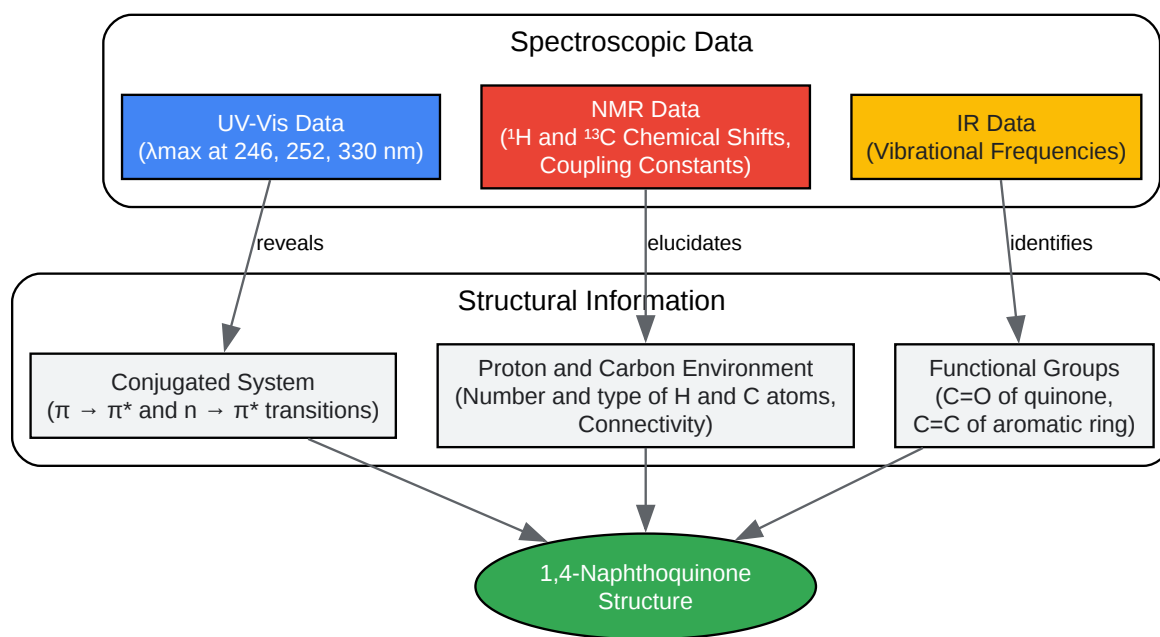 Spectroscopic Data
UV-Vis Data
(λmax at 246, 252, 330 nm)
NMR Data
(¹H and ¹³C Chemical Shifts,
Coupling Constants)
IR Data
(Vibrational Frequencies)
reveals
elucidates
identifies
Structural Information
Conjugated System
(π → π* and n → π* transitions)
Proton and Carbon Environment
(Number and type of H and C atoms,
Connectivity)
Functional Groups
(C=O of quinone,
C=C of aromatic ring)
1,4-Naphthoquinone
Structure